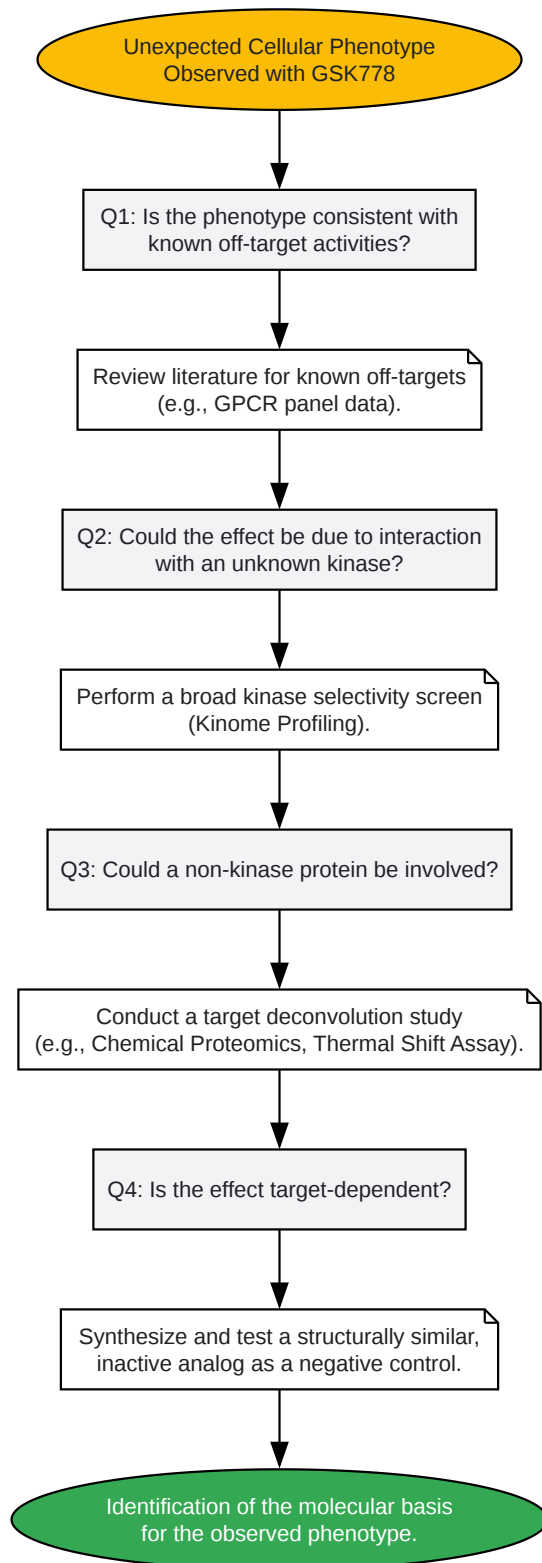 Unexpected Cellular Phenotype
Observed with GSK778
Q1: Is the phenotype consistent with
known off-target activities?
Review literature for known off-targets
(e.g., GPCR panel data).
Q2: Could the effect be due to interaction
with an unknown kinase?
Perform a broad kinase selectivity screen
(Kinome Profiling).
Q3: Could a non-kinase protein be involved?
Conduct a target deconvolution study
(e.g., Chemical Proteomics, Thermal Shift Assay).
Q4: Is the effect target-dependent?
Synthesize and test a structurally similar,
inactive analog as a negative control.
Identification of the molecular basis
for the observed phenotype.